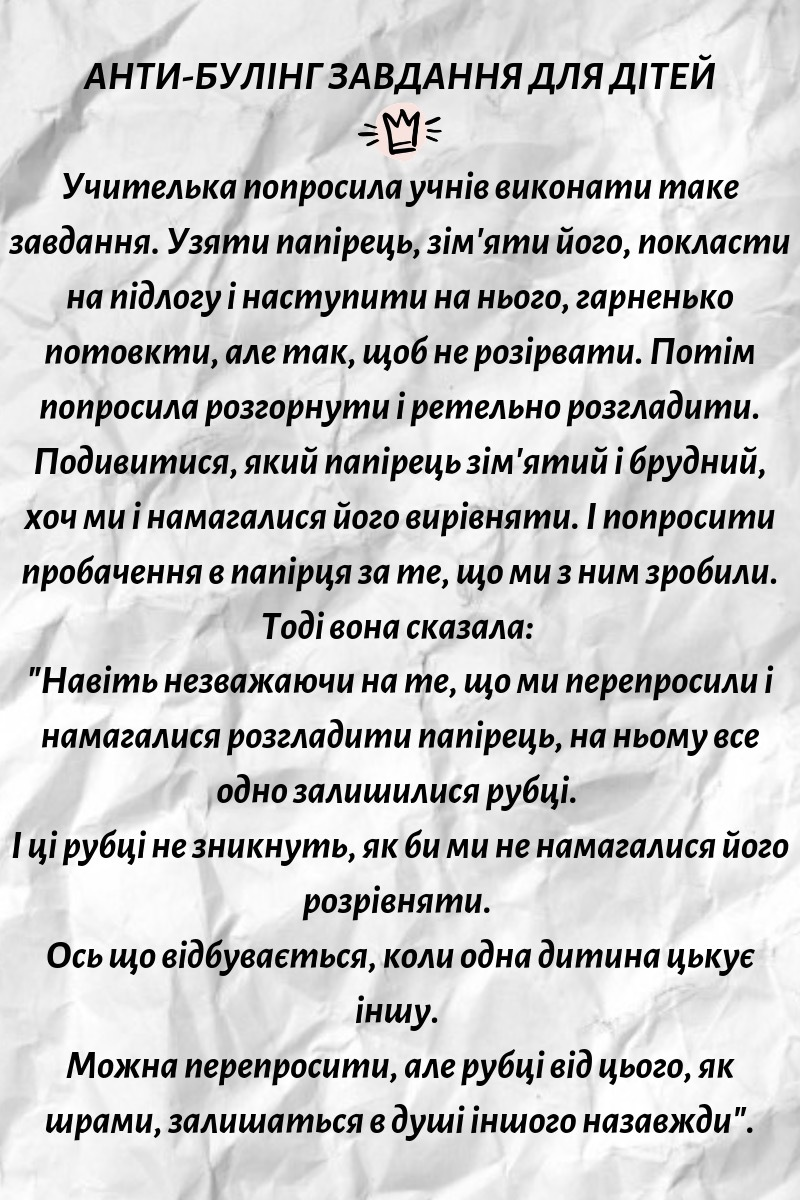 АНТИ-БУЛІНГ ЗАВДАННЯ ДЛЯ ДІТЕЙ
Учителька попросила учнів виконати таке
завдання. Узяти папірець, зім'яти його, покласти
на підлогу і наступити на нього, гарненько
потовкти, але так, щоб не розірвати. Потім
попросила розгорнути і ретельно розгладити.
Подивитися, який папірець зім'ятий і брудний,
хоч ми і намагалися його вирівняти. І попросити
пробачення в папірця за те, що ми з ним зробили.
Тоді вона сказала:
"Навіть незважаючи на те, що ми перепросили і
намагалися розгладити папірець, на ньому все
одно залишилися рубці.
І ці рубці не зникнуть, як би ми не намагалися його
розрівняти.
Ось що відбувається, коли одна дитина цькує
іншу.
Можна перепросити, але рубці від цього, як
шрами, залишаться в душі іншого назавжди".